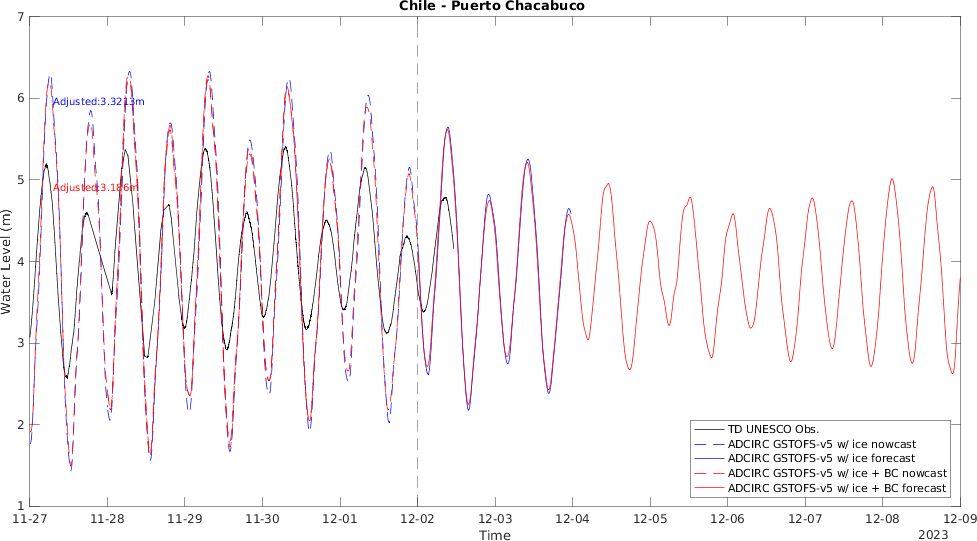 Chile - Puerto Chacabuco
7
6
5
4
3
2
1
Water Level (m)
Adjusted:3.3213m
Adjusted:3.186m
TD UNESCO Obs.
ADCIRC GSTOFS-v5 w/ ice nowcast
ADCIRC GSTOFS-v5 w/ ice forecast
ADCIRC GSTOFS-v5 w/ ice + BC nowcast
ADCIRC GSTOFS-v5 w/ ice + BC forecast
11-27 11-28 11-29 11-30 12-01 12-02 12-03 12-04 12-05 12-06 12-07 12-08 12-09
Time
2023